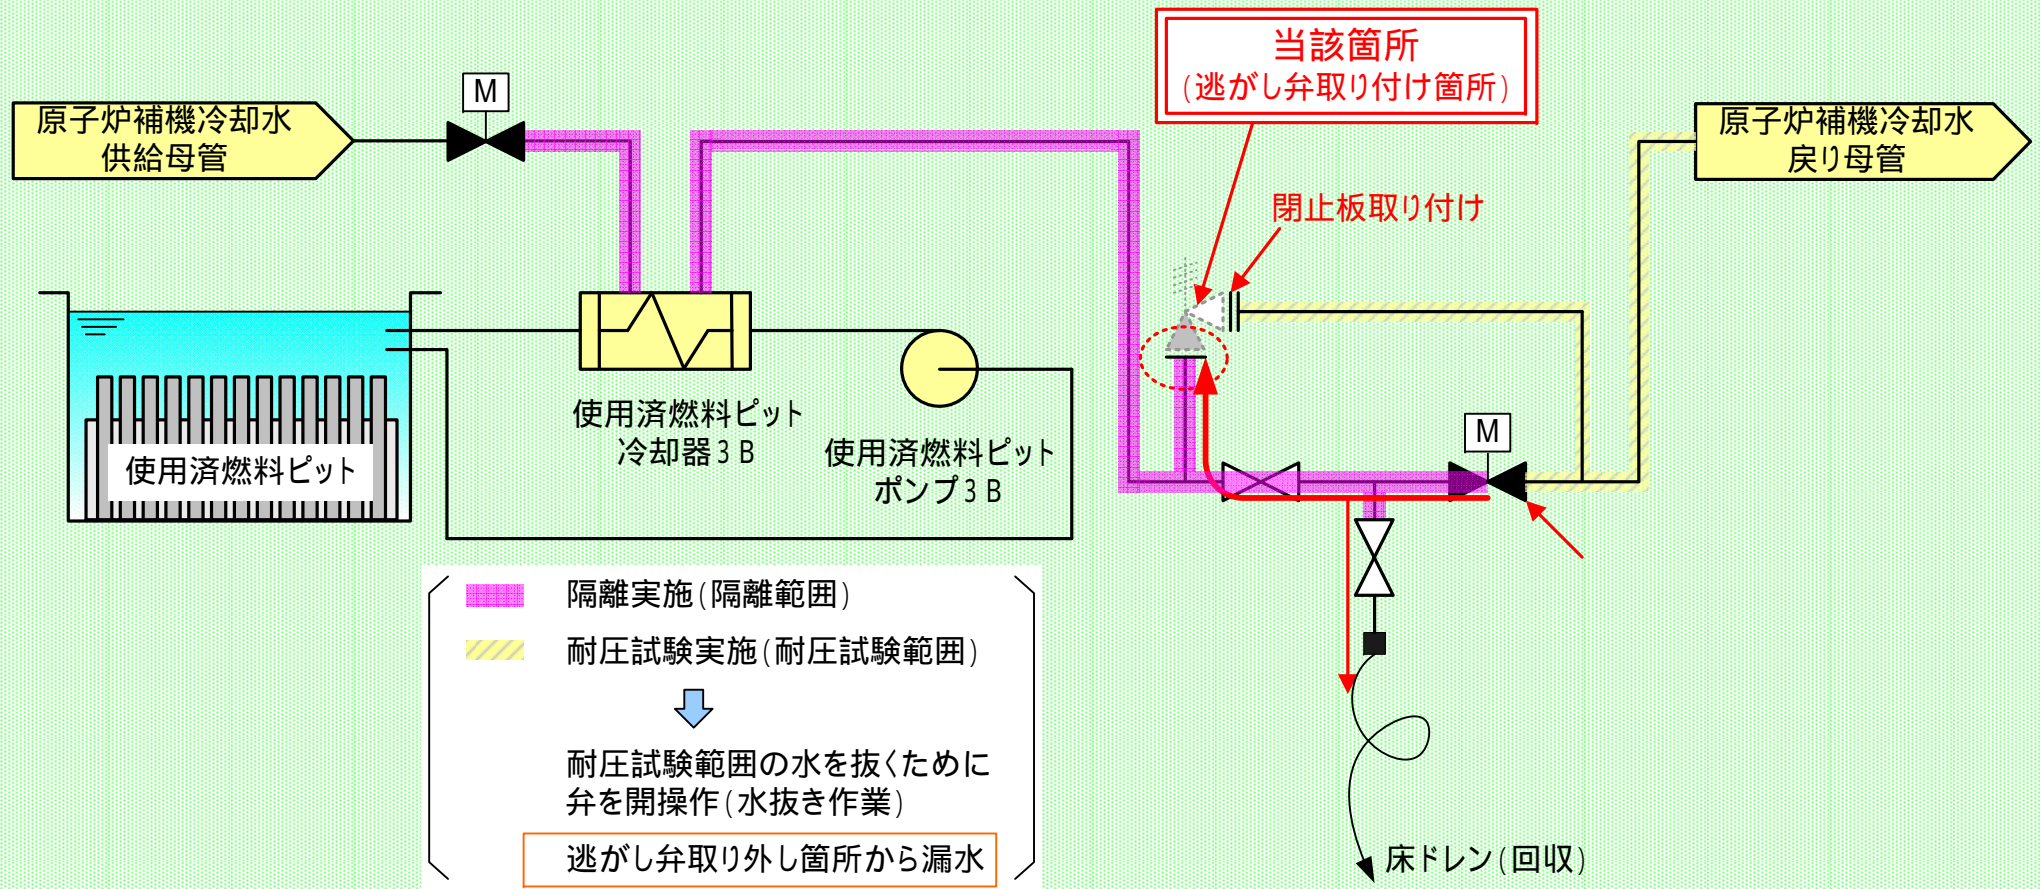 当該箇所
(逃がし弁取り付け箇所)
M
原子炉補機冷却水
供給母管
原子炉補機冷却水
戻り母管
閉止板取り付け
使用済燃料ピット
冷却器3B
使用済燃料ピット
ポンプ3B
M
使用済燃料ピット
隔離実施(隔離範囲)
耐圧試験実施(耐圧試験範囲)
耐圧試験範囲の水を抜くために
弁を開操作(水抜き作業)
逃がし弁取り外し箇所から漏水
床ドレン(回収)